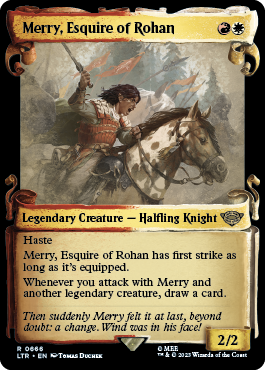 Merry, Esquire of Rohan
Legendary Creature — Halfling Knight
Haste
Merry, Esquire of Rohan has first strike as
long as it's equipped.
Whenever you attack with Merry and
another legendary creature, draw a card.
Then suddenly Merry felt it at last, beyond
doubt: a change. Wind was in his face!
2/2
R 0666
LTR • EN Tomas Duchek
© MEE
™ & © 2023 Wizards of the Coast